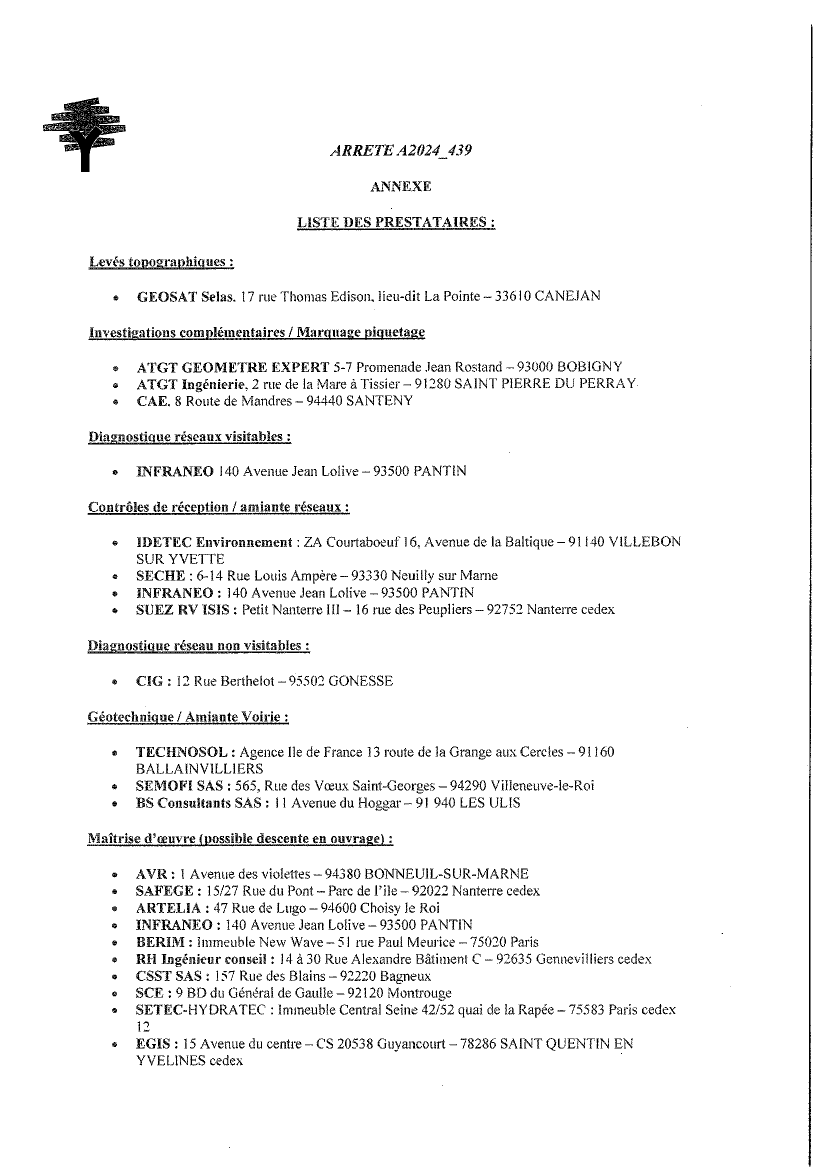 ARRETE A2024_439
ANNEXE
LISTE DES PRESTATAIRES :
Levés topographiques :
• GEOSAT Selas, 17 rue Thomas Edison, lieu-dit La Pointe – 33610 CANEJAN
Investigations complémentaires / Marquage piquetage
• ATGT GEOMETRE EXPERT 5-7 Promenade Jean Rostand – 93000 BOBIGNY
• ATGT Ingénierie, 2 rue de la Mare à Tissier – 91280 SAINT PIERRE DU PERRAY
• CAE, 8 Route de Mandres – 94440 SANTENY
Diagnostique réseaux visitables :
• INFRANEO 140 Avenue Jean Lolive – 93500 PANTIN
Contrôles de réception / amiante réseaux :
• IDETEC Environnement : ZA Courtaboeuf 16, Avenue de la Baltique – 91140 VILLEBON
SUR YVETTE
• SECHE : 6-14 Rue Louis Ampère – 93330 Neuilly sur Marne
• INFRANEO : 140 Avenue Jean Lolive – 93500 PANTIN
• SUEZ RV ISIS : Petit Nanterre III – 16 rue des Peupliers – 92752 Nanterre cedex
Diagnostique réseau non visitables :
• CIG : 12 Rue Berthelot – 95502 GONESSE
Géotechnique / Amiante Voirie :
• TECHNOSOL : Agence Ile de France 13 route de la Grange aux Cercles – 91160
BALLAINVILLIERS
• SEMOFI SAS : 565, Rue des Vœux Saint-Georges – 94290 Villeneuve-le-Roi
• BS Consultants SAS : 11 Avenue du Hoggar – 91 940 LES ULIS
Maîtrise d'œuvre (possible descente en ouvrage) :
• AVR : 1 Avenue des violettes – 94380 BONNEUIL-SUR-MARNE
• SAFEGE : 15/27 Rue du Pont – Parc de l'ile – 92022 Nanterre cedex
• ARTELIA : 47 Rue de Lugo – 94600 Choisy le Roi
• INFRANEO : 140 Avenue Jean Lolive – 93500 PANTIN
• BERIM : Immeuble New Wave – 51 rue Paul Meurice – 75020 Paris
• RH Ingénieur conseil : 14 à 30 Rue Alexandre Bâtiment C – 92635 Gennevilliers cedex
• CSST SAS : 157 Rue des Blains – 92220 Bagneux
• SCE : 9 BD du Général de Gaulle – 92120 Montrouge
• SETEC-HYDRATEC : Immeuble Central Seine 42/52 quai de la Rapée – 75583 Paris cedex
12
• EGIS : 15 Avenue du centre – CS 20538 Guyancourt – 78286 SAINT QUENTIN EN
YVELINES cedex